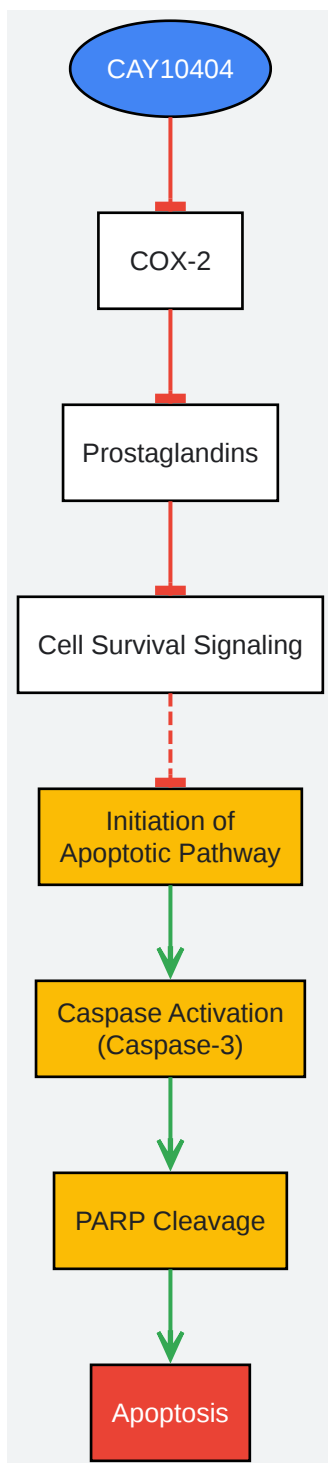 CAY10404
COX-2
Prostaglandins
Cell Survival Signaling
Initiation of
Apoptotic Pathway
Caspase Activation
(Caspase-3)
PARP Cleavage
Apoptosis